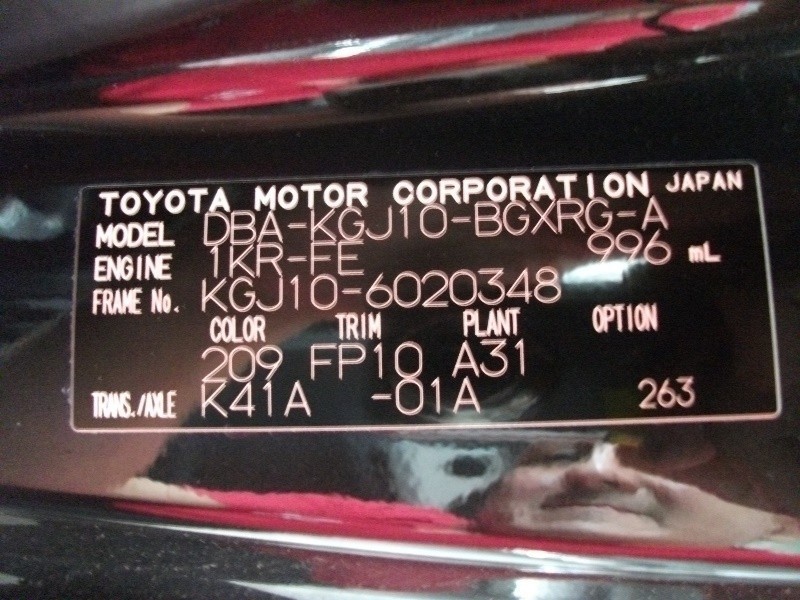 TOYOTA MOTOR CORPORATION JAPAN
MODEL DBA-KGJ10-BGXRG-A
ENGINE 1KR-FE 996 mL
FRAME No. KGJ10-6020348
COLOR TRIM PLANT OPTION
209 FP10 A31
TRANS./AXLE K41A -01A 263